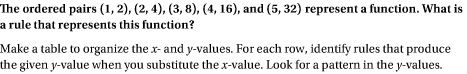 The ordered pairs (1, 2), (2, 4), (3, 8), (4, 16), and (5, 32) represent a function. What is
a rule that represents this function?
Make a table to organize the x- and y-values. For each row, identify rules that produce
the given y-value when you substitute the x-value. Look for a pattern in the y-values.